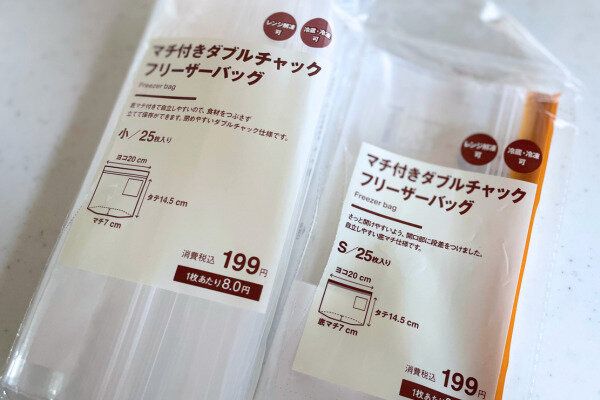 レンジ解凍
可
冷蔵・冷凍
可
マチ付きダブルチャック
フリーザーバッグ
Freezer bag
底マチ付きで自立しやすいので、食材をつぶさず
立てて保存ができます。閉めやすいダブルチャック仕様です。
小／25枚入り
ヨコ20 cm
タテ14.5 cm
マチ7 cm
消費税込 199円
1枚あたり8.0円
レンジ解凍
可
冷蔵・冷凍
可
マチ付きダブルチャック
フリーザーバッグ
Freezer bag
さっと開けやすいよう、開口部に段差をつけました。
自立しやすい底マチ仕様です。
S／25枚入り
ヨコ20 cm
タテ14.5 cm
底マチ7 cm
消費税込 199円
1枚あたり8.0円